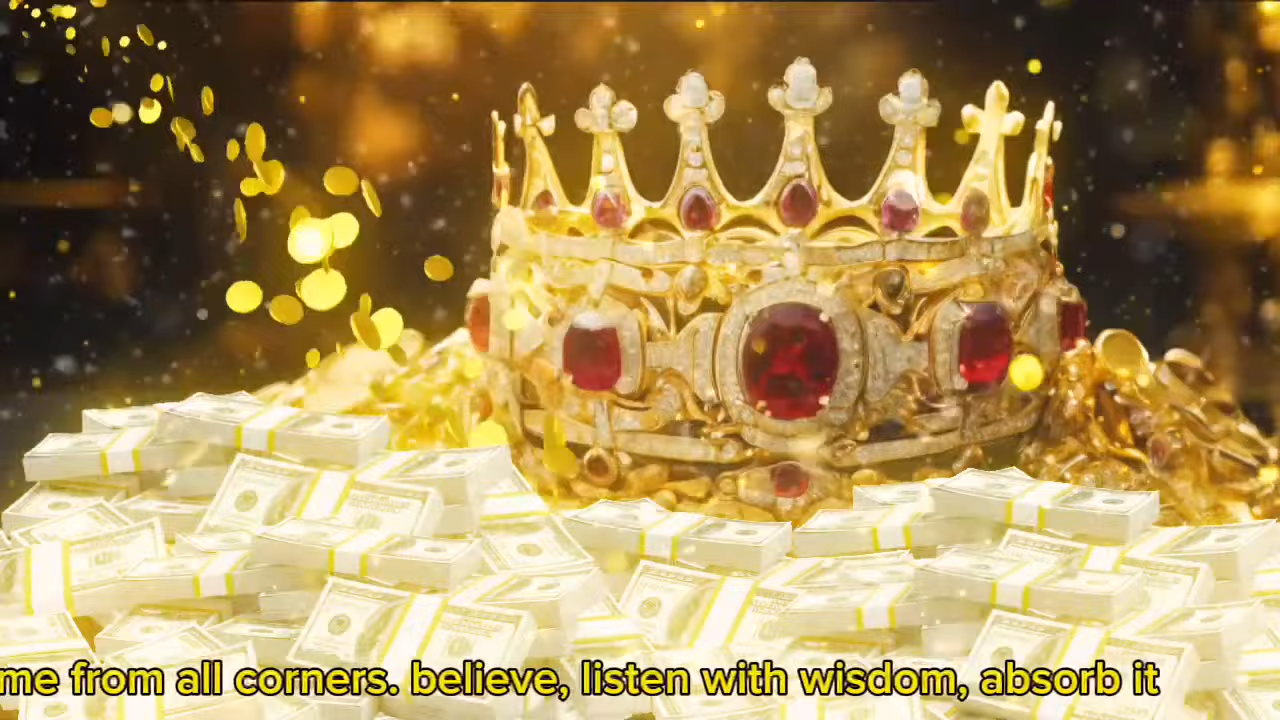 me from all corners. believe, listen with wisdom, absorb it